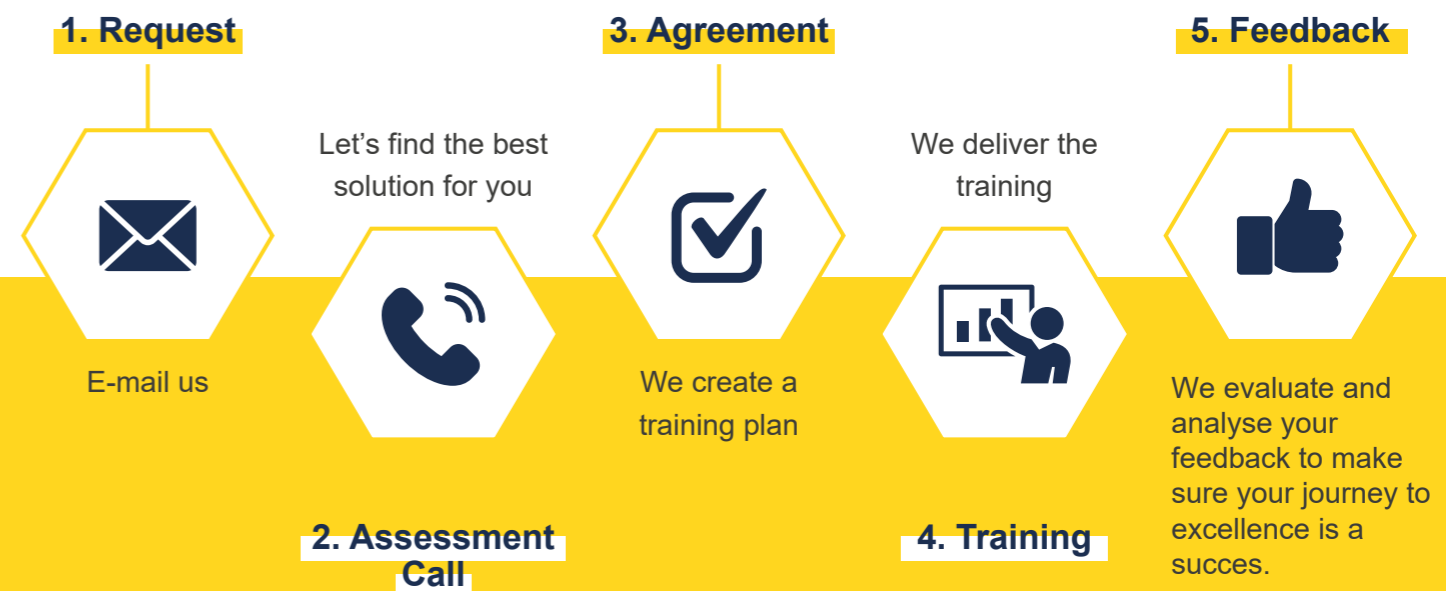 1. Request
E-mail us
Let’s find the best
solution for you
2. Assessment
Call
3. Agreement
We create a
training plan
We deliver the
training
4. Training
5. Feedback
We evaluate and
analyse your
feedback to make
sure your journey to
excellence is a
succes.